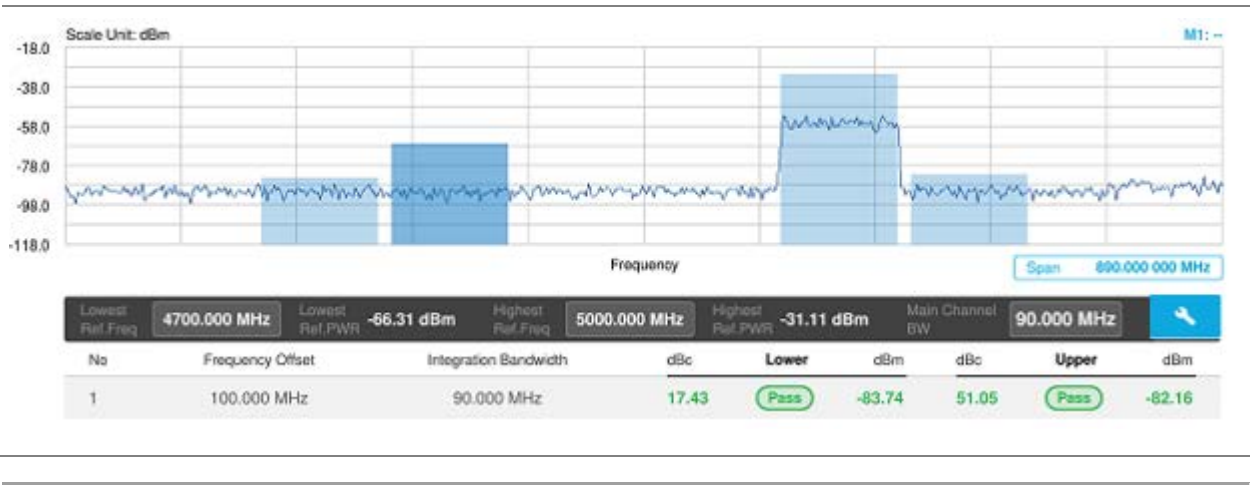 Scale Unit: dBm M1: --
-18.0
-38.0
-58.0
-78.0
-98.0
-118.0
Frequency
Span 890.000 000 MHz
Lowest Ref.Freq 4700.000 MHz Lowest Ref.PWR -66.31 dBm Highest Ref.Freq 5000.000 MHz Highest Ref.PWR -31.11 dBm Main Channel BW 90.000 MHz
No Frequency Offset Integration Bandwidth dBc Lower dBm dBc Upper dBm
1 100.000 MHz 90.000 MHz 17.43 Pass -83.74 51.05 Pass -82.16